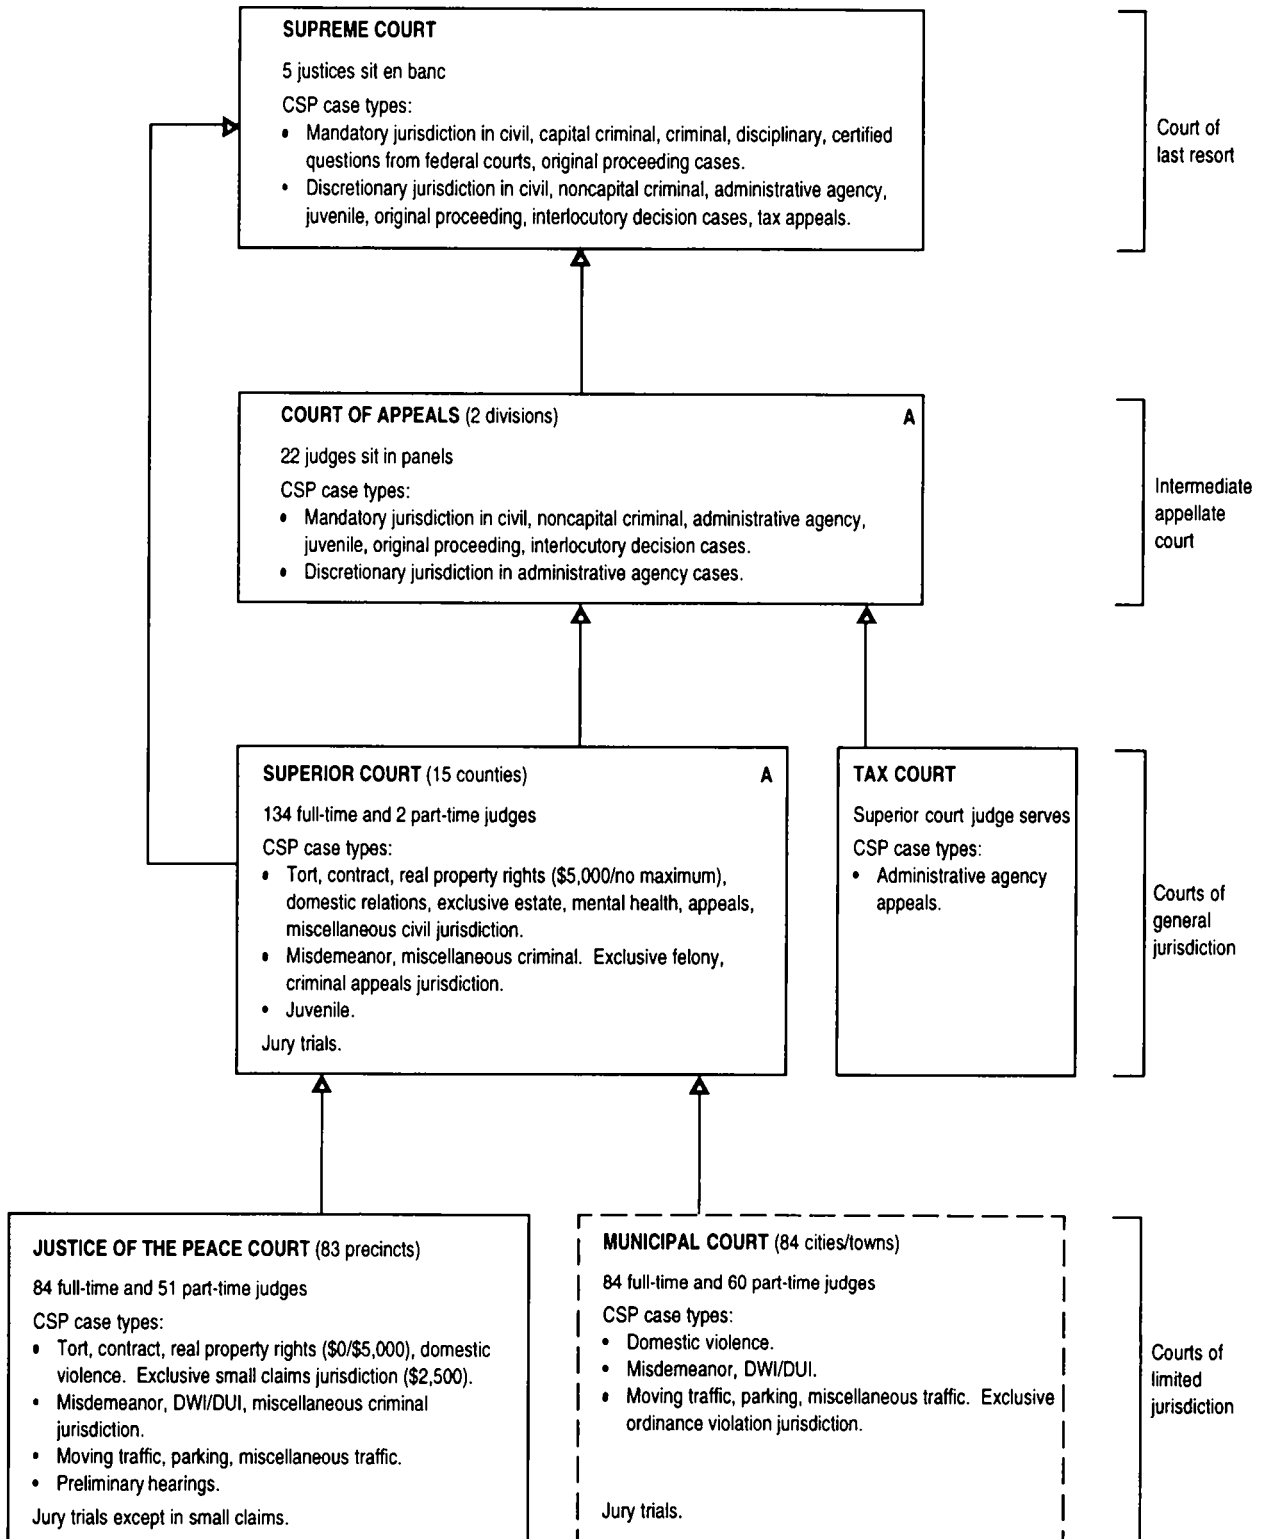 SUPREME COURT
5 justices sit en banc
CSP case types:
• Mandatory jurisdiction in civil, capital criminal, criminal, disciplinary, certified
questions from federal courts, original proceeding cases.
• Discretionary jurisdiction in civil, noncapital criminal, administrative agency,
juvenile, original proceeding, interlocutory decision cases, tax appeals.
Court of
last resort
COURT OF APPEALS (2 divisions) A
22 judges sit in panels
CSP case types:
• Mandatory jurisdiction in civil, noncapital criminal, administrative agency,
juvenile, original proceeding, interlocutory decision cases.
• Discretionary jurisdiction in administrative agency cases.
Intermediate
appellate
court
SUPERIOR COURT (15 counties) A
134 full-time and 2 part-time judges
CSP case types:
• Tort, contract, real property rights ($5,000/no maximum),
domestic relations, exclusive estate, mental health, appeals,
miscellaneous civil jurisdiction.
• Misdemeanor, miscellaneous criminal. Exclusive felony,
criminal appeals jurisdiction.
• Juvenile.
Jury trials.
TAX COURT
Superior court judge serves
CSP case types:
• Administrative agency
appeals.
Courts of
general
jurisdiction
JUSTICE OF THE PEACE COURT (83 precincts)
84 full-time and 51 part-time judges
CSP case types:
• Tort, contract, real property rights ($0/$5,000), domestic
violence. Exclusive small claims jurisdiction ($2,500).
• Misdemeanor, DWI/DUI, miscellaneous criminal
jurisdiction.
• Moving traffic, parking, miscellaneous traffic.
• Preliminary hearings.
Jury trials except in small claims.
MUNICIPAL COURT (84 cities/towns)
84 full-time and 60 part-time judges
CSP case types:
• Domestic violence.
• Misdemeanor, DWI/DUI.
• Moving traffic, parking, miscellaneous traffic. Exclusive
ordinance violation jurisdiction.
Jury trials.
Courts of
limited
jurisdiction